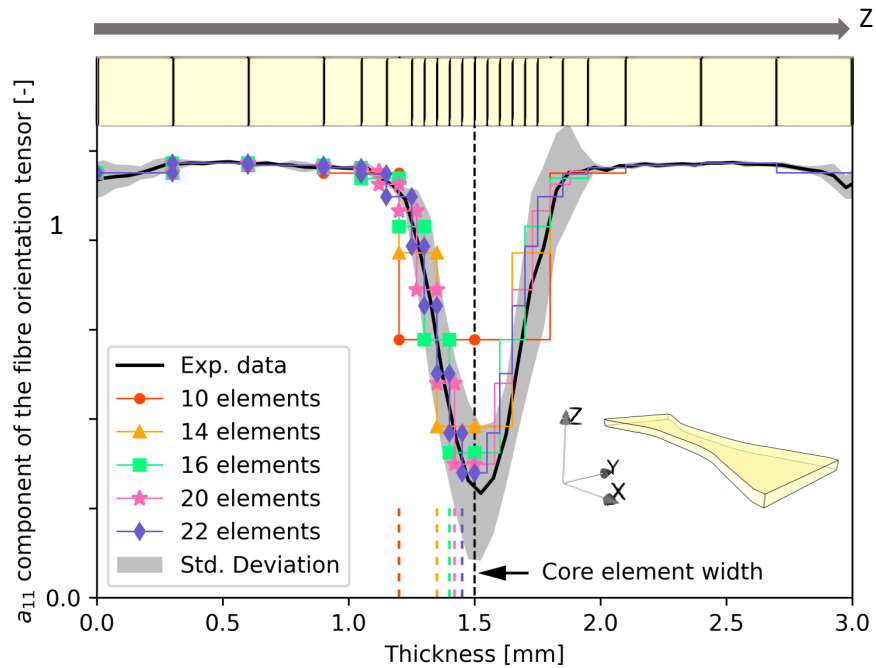 Z
a₁₁ component of the fibre orientation tensor [-]
1
0.0
Exp. data
10 elements
14 elements
16 elements
20 elements
22 elements
Std. Deviation
Z
Y
X
Core element width
0.0 0.5 1.0 1.5 2.0 2.5 3.0
Thickness [mm]